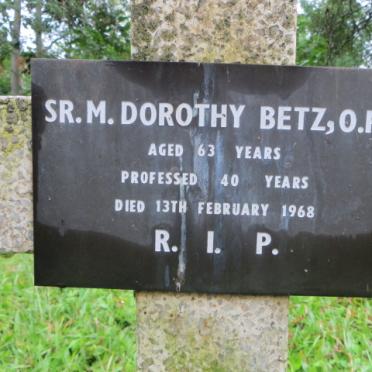 SR. M. DOROTHY BETZ, O.P
AGED 63 YEARS
PROFESSED 40 YEARS
DIED 13TH FEBRUARY 1968
R. I. P.